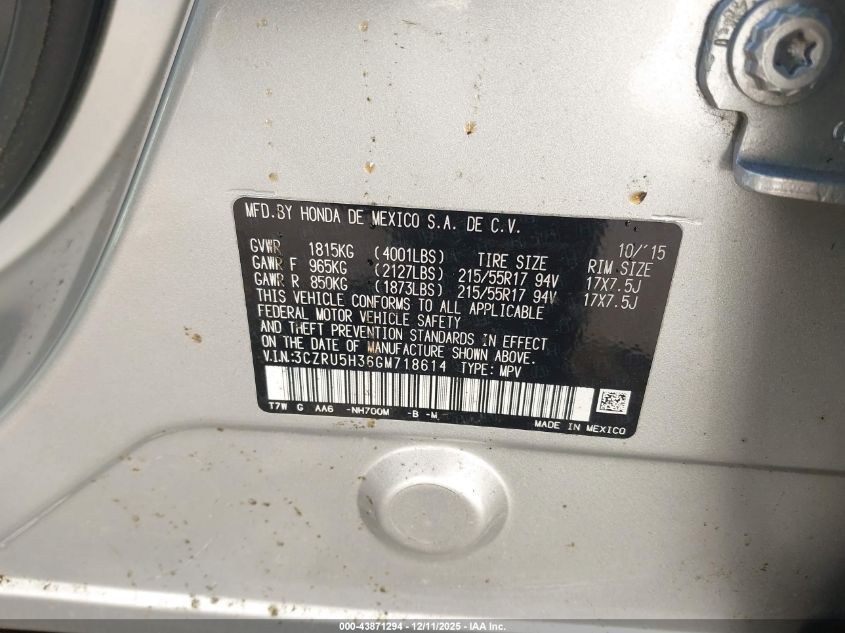 MFD.BY HONDA DE MEXICO S.A. DE C.V.
10/'15
GVWR 1815KG (4001LBS) TIRE SIZE RIM SIZE
GAWR F 965KG (2127LBS) 215/55R17 94V 17X7.5J
GAWR R 850KG (1873LBS) 215/55R17 94V 17X7.5J
THIS VEHICLE CONFORMS TO ALL APPLICABLE
FEDERAL MOTOR VEHICLE SAFETY
AND THEFT PREVENTION STANDARDS IN EFFECT
ON THE DATE OF MANUFACTURE SHOWN ABOVE.
V.I.N:3CZRU5H36GM718614 TYPE: MPV
T7W G AA6 -NH700M -B -M
MADE IN MEXICO
000-43871294 - 12/11/2025 - IAA Inc.